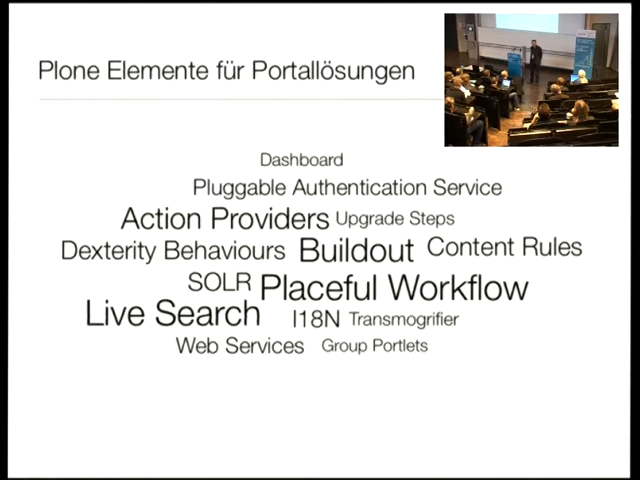 Plone Elemente für Portallösungen
Dashboard
Pluggable Authentication Service
Action Providers Upgrade Steps
Dexterity Behaviours Buildout Content Rules
SOLR Placeful Workflow
Live Search I18N Transmogrifier
Web Services Group Portlets